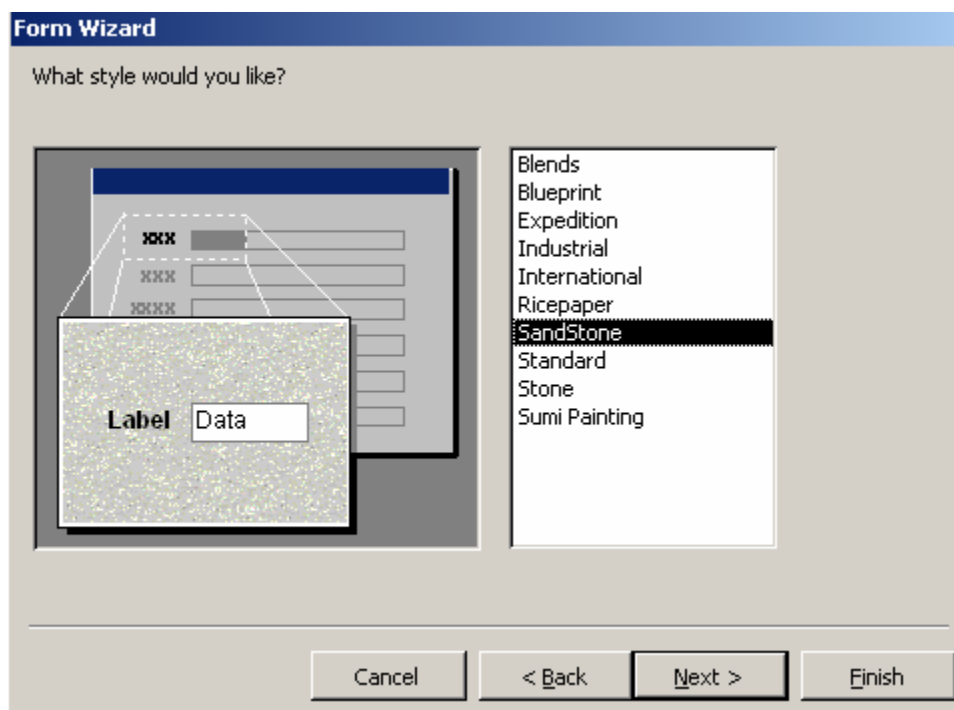 Form Wizard
What style would you like?
xxx
xxx
xxxx
Label Data
Blends
Blueprint
Expedition
Industrial
International
Ricepaper
SandStone
Standard
Stone
Sumi Painting
Cancel < Back Next > Finish